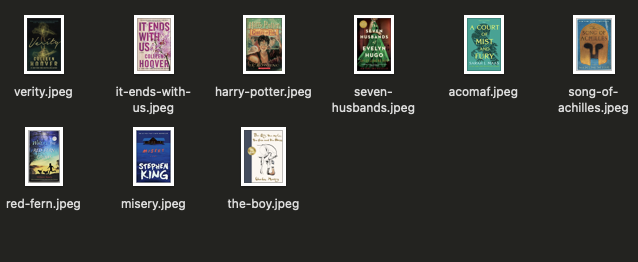 verity.jpeg
it-ends-with-
us.jpeg
harry-potter.jpeg
seven-
husbands.jpeg
acomaf.jpeg
song-of-
achilles.jpeg
red-fern.jpeg
misery.jpeg
the-boy.jpeg
Verity
COLLEEN
HOOVER
IT ENDS
WITH
US
COLLEEN
HOOVER
THE
SEVEN
HUSBANDS
OF
EVELYN
HUGO
A COURT
OF
MIST
AND
FURY
SONG OF
ACHILLES
MISERY
STEPHEN
KING